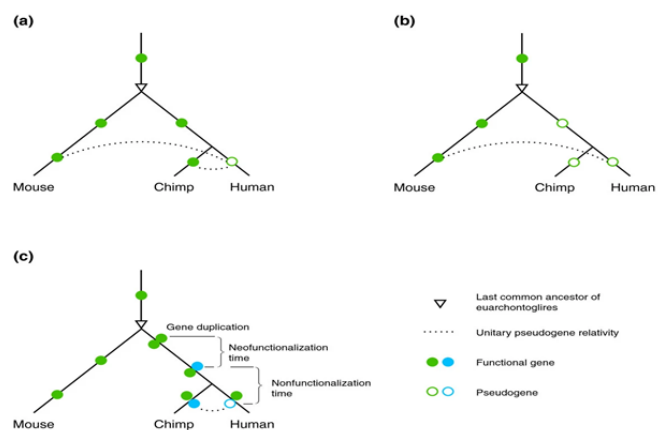 (a)
Mouse
Chimp
Human
(b)
Mouse
Chimp
Human
(c)
Gene duplication
Neofunctionalization
time
Nonfunctionalization
time
Mouse
Chimp
Human
Last common ancestor of
euarchontoglires
Unitary pseudogene relativity
Functional gene
Pseudogene